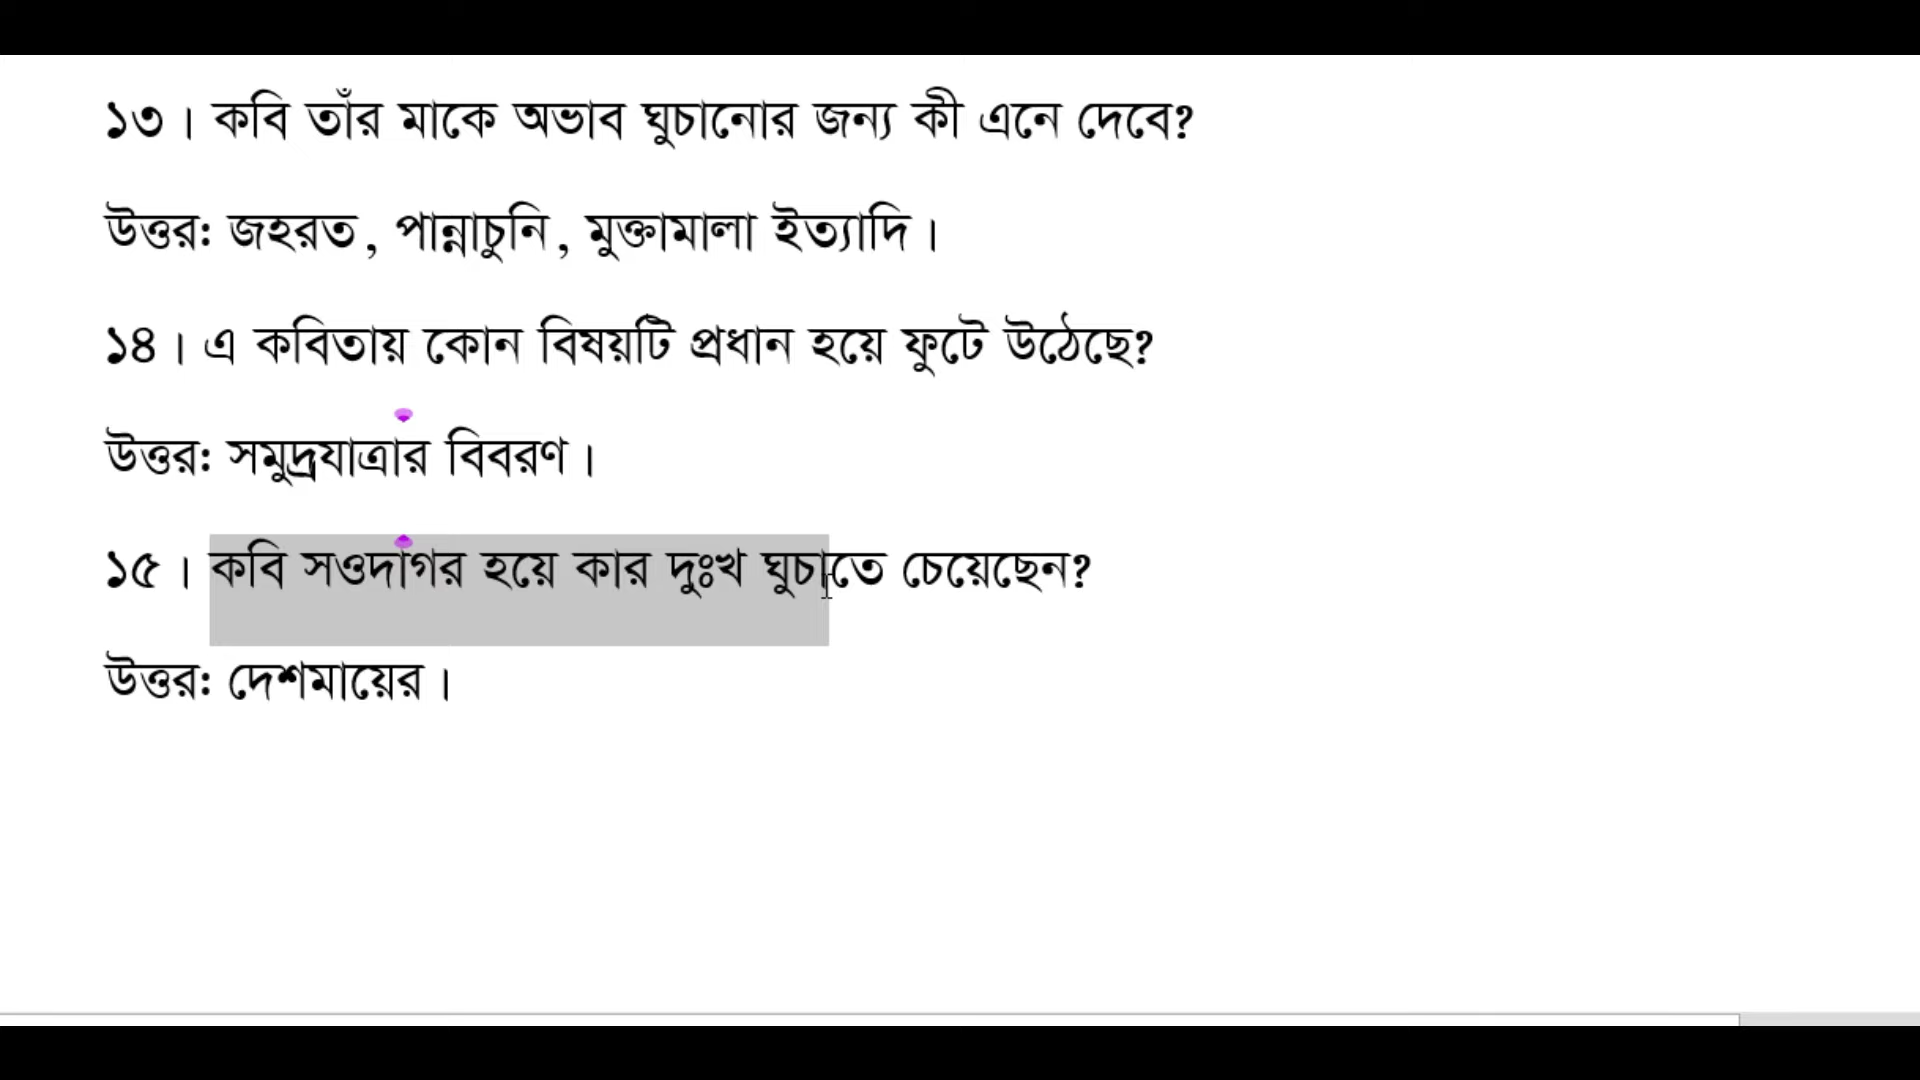 ১৩। কবি তাঁর মাকে অভাব ঘুচানোর জন্য কী এনে দেবে?
উত্তর: জহরত, পান্নাচুনি, মুক্তামালা ইত্যাদি।
১৪। এ কবিতায় কোন বিষয়টি প্রধান হয়ে ফুটে উঠেছে?
উত্তর: সমুদ্রযাত্রার বিবরণ।
১৫। কবি সওদাগর হয়ে কার দুঃখ ঘুচাতে চেয়েছেন?
উত্তর: দেশমায়ের।